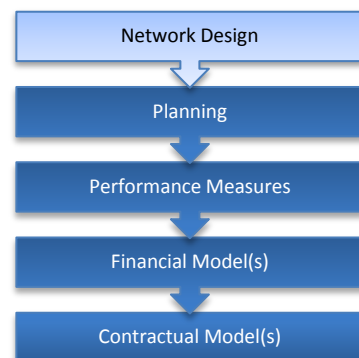 Network Design
Planning
Performance Measures
Financial Model(s)
Contractual Model(s)